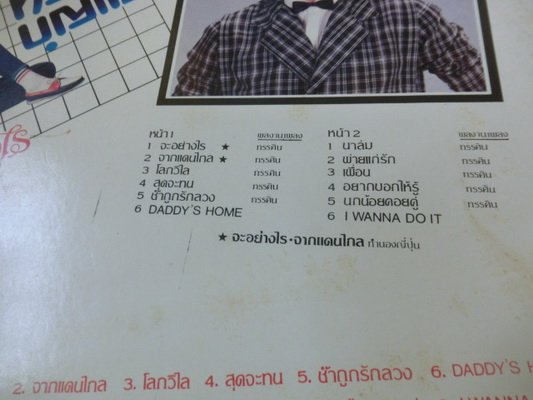 หน้า 1 ผลงานเพลง
1 จะอย่างไร ★ ทรรศิน
2 จากแดนไกล ★ ทรรศิน
3 โลกวิไล ทรรศิน
4 สุดจะทน ทรรศิน
5 ช้ำถูกรักลวง ทรรศิน
6 DADDY'S HOME
หน้า 2 ผลงานเพลง
1 นาล่ม ทรรศิน
2 พ่ายแก่รัก ทรรศิน
3 เพื่อน ทรรศิน
4 อยากบอกให้รู้ ทรรศิน
5 นกน้อยคอยคู่ ทรรศิน
6 I WANNA DO IT
★ จะอย่างไร • จากแดนไกล ทำนองญี่ปุ่น
2. จากแดนไกล 3. โลกวิไล 4. สุดจะทน 5. ช้ำถูกรักลวง 6. DADDY'S